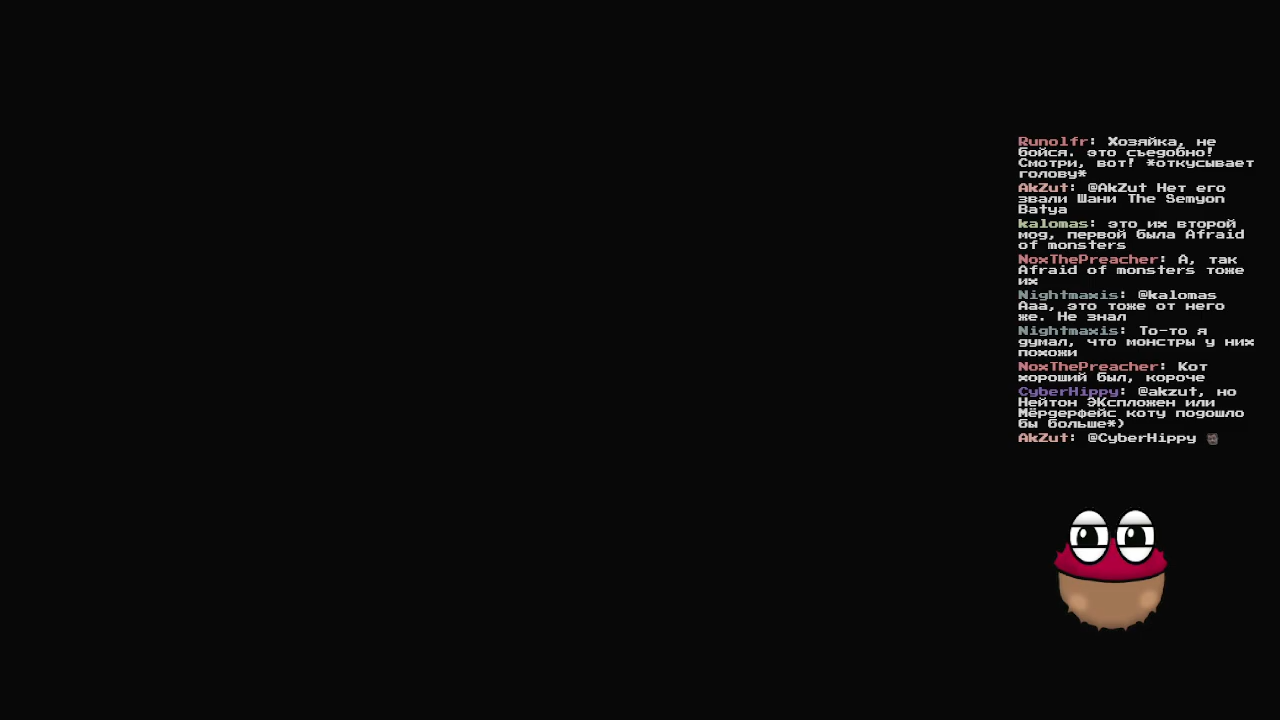 Runolfr: Хозяйка, не
бойся. это съедобно!
Смотри, вот! *откусывает
голову*
AkZut: @AkZut Нет его
звали Шани The Semyon
Batya
kalomas: это их второй
мод, первой была Afraid
of monsters
NoxThePreacher: А, так
Afraid of monsters тоже
их
Nightmaxis: @kalomas
Ааа, это тоже от него
же. Не знал
Nightmaxis: То-то я
думал, что монстры у них
похожи
NoxThePreacher: Кот
хороший был, короче
CyberHippy: @akzut, но
Нейтон ЭКспложен или
Мёрдерфейс коту подошло
бы больше*)
AkZut: @CyberHippy